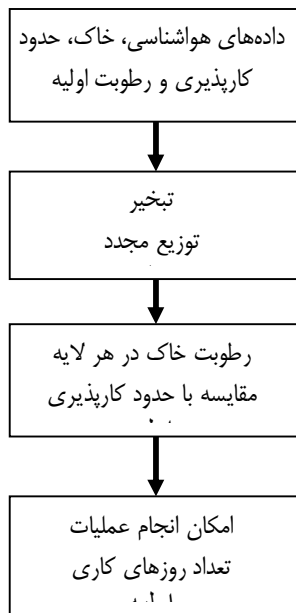 داده‌های هواشناسی، خاک، حدود
کارپذیری و رطوبت اولیه
تبخیر
توزیع مجدد
رطوبت خاک در هر لایه
مقایسه با حدود کارپذیری
امکان انجام عملیات
تعداد روزهای کاری